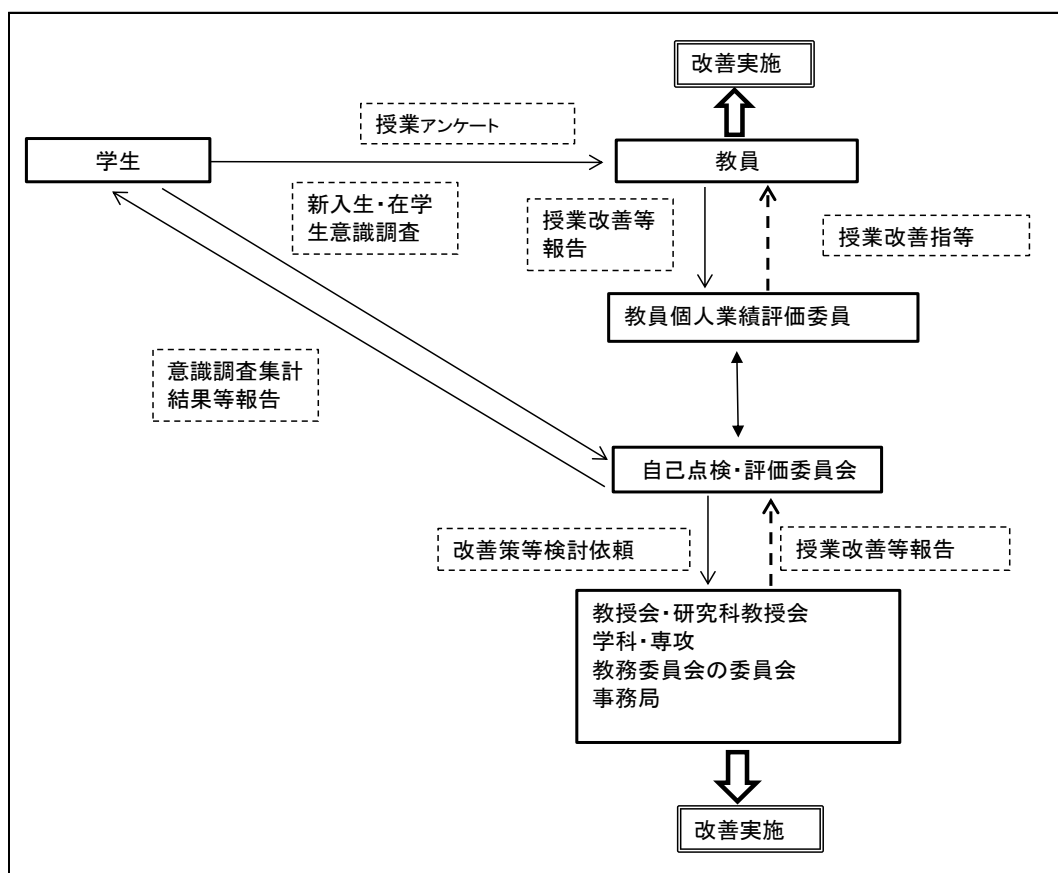 改善実施
授業アンケート
学生
教員
新入生・在学
生意識調査
授業改善等
報告
授業改善指等
教員個人業績評価委員
意識調査集計
結果等報告
自己点検・評価委員会
改善策等検討依頼
授業改善等報告
教授会・研究科教授会
学科・専攻
教務委員会の委員会
事務局
改善実施